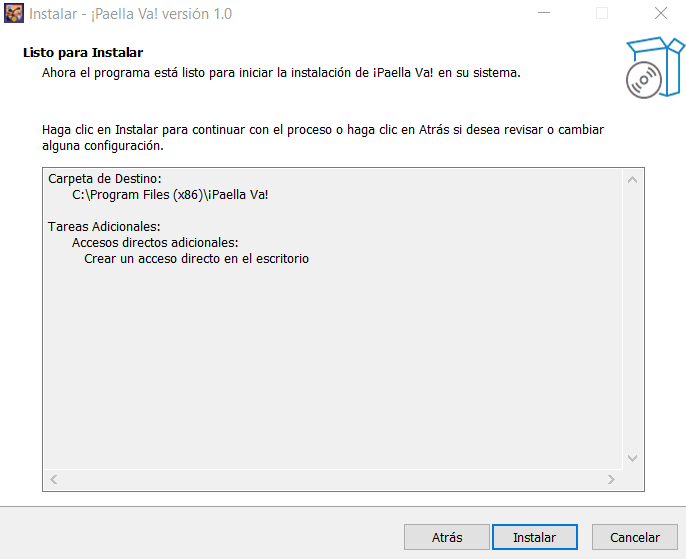 Instalar - ¡Paella Va! versión 1.0
Listo para Instalar
Ahora el programa está listo para iniciar la instalación de ¡Paella Va! en su sistema.
Haga clic en Instalar para continuar con el proceso o haga clic en Atrás si desea revisar o cambiar
alguna configuración.
Carpeta de Destino:
C:\Program Files (x86)\¡Paella Va!
Tareas Adicionales:
Accesos directos adicionales:
Crear un acceso directo en el escritorio
Atrás Instalar Cancelar